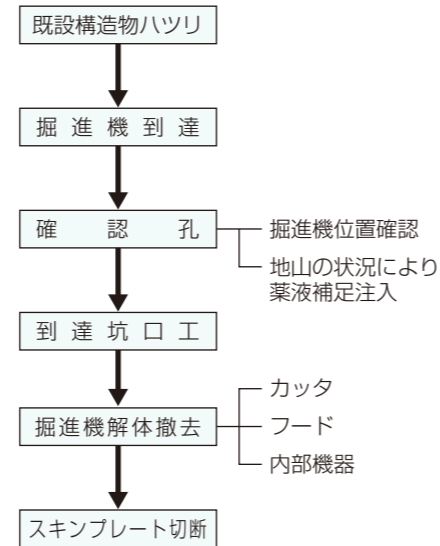 既設構造物ハツリ
掘進機到達
確認孔
掘進機位置確認
地山の状況により
薬液補足注入
到達坑口工
掘進機解体撤去
カッタ
フード
内部機器
スキンプレート切断